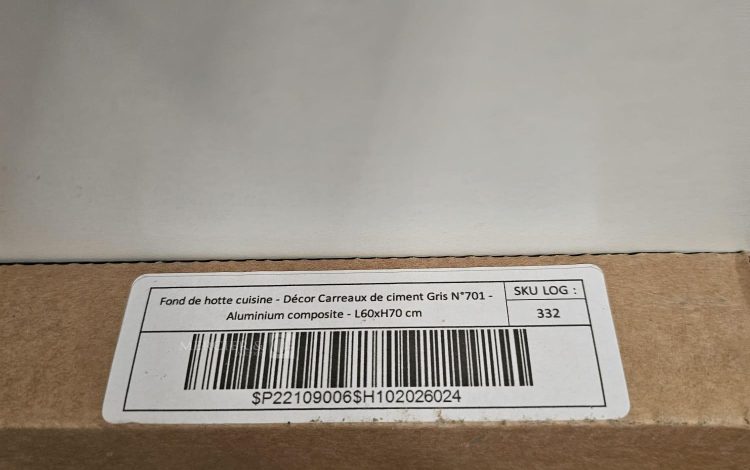 Fond de hotte cuisine - Décor Carreaux de ciment Gris N°701 -
Aluminium composite - L60xH70 cm
SKU LOG :
332
$P22109006$H102026024